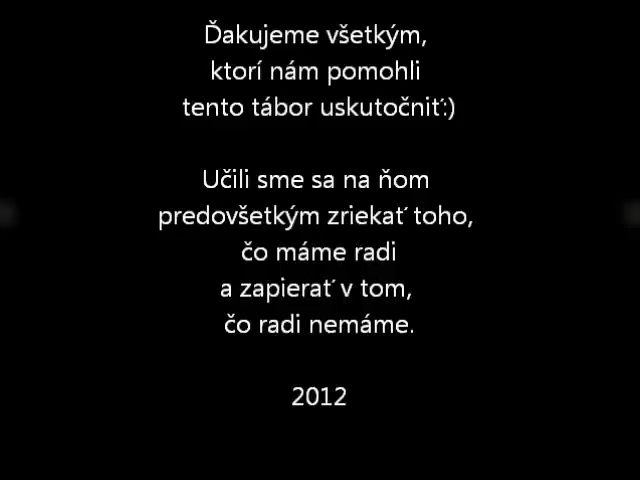 Ďakujeme všetkým,
ktorí nám pomohli
tento tábor uskutočniť:)
Učili sme sa na ňom
predovšetkým zriekať toho,
čo máme radi
a zapierať v tom,
čo radi nemáme.
2012